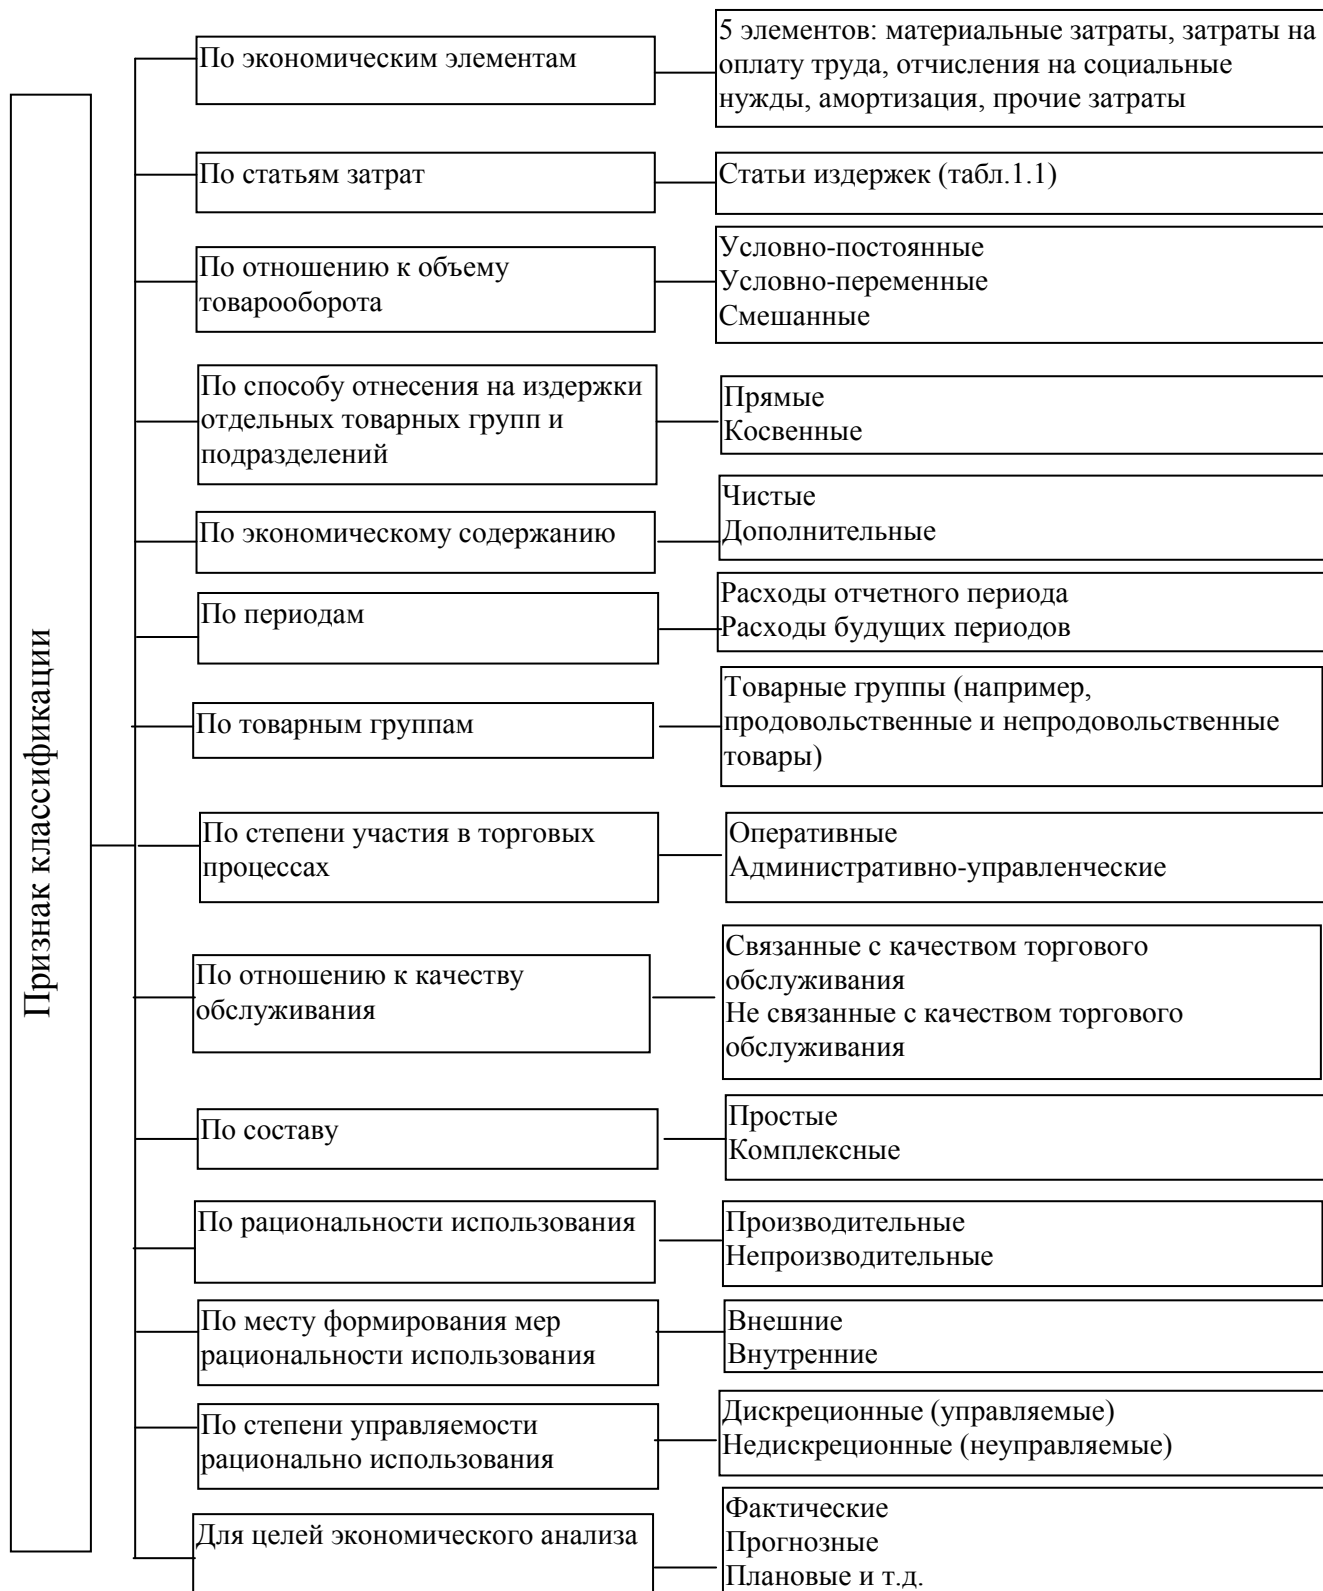 Признак классификации
По экономическим элементам
5 элементов: материальные затраты, затраты на
оплату труда, отчисления на социальные
нужды, амортизация, прочие затраты
По статьям затрат
Статьи издержек (табл.1.1)
По отношению к объему
товарооборота
Условно-постоянные
Условно-переменные
Смешанные
По способу отнесения на издержки
отдельных товарных групп и
подразделений
Прямые
Косвенные
По экономическому содержанию
Чистые
Дополнительные
По периодам
Расходы отчетного периода
Расходы будущих периодов
По товарным группам
Товарные группы (например,
продовольственные и непродовольственные
товары)
По степени участия в торговых
процессах
Оперативные
Административно-управленческие
По отношению к качеству
обслуживания
Связанные с качеством торгового
обслуживания
Не связанные с качеством торгового
обслуживания
По составу
Простые
Комплексные
По рациональности использования
Производительные
Непроизводительные
По месту формирования мер
рациональности использования
Внешние
Внутренние
По степени управляемости
рационально использования
Дискреционные (управляемые)
Недискреционные (неуправляемые)
Для целей экономического анализа
Фактические
Прогнозные
Плановые и т.д.